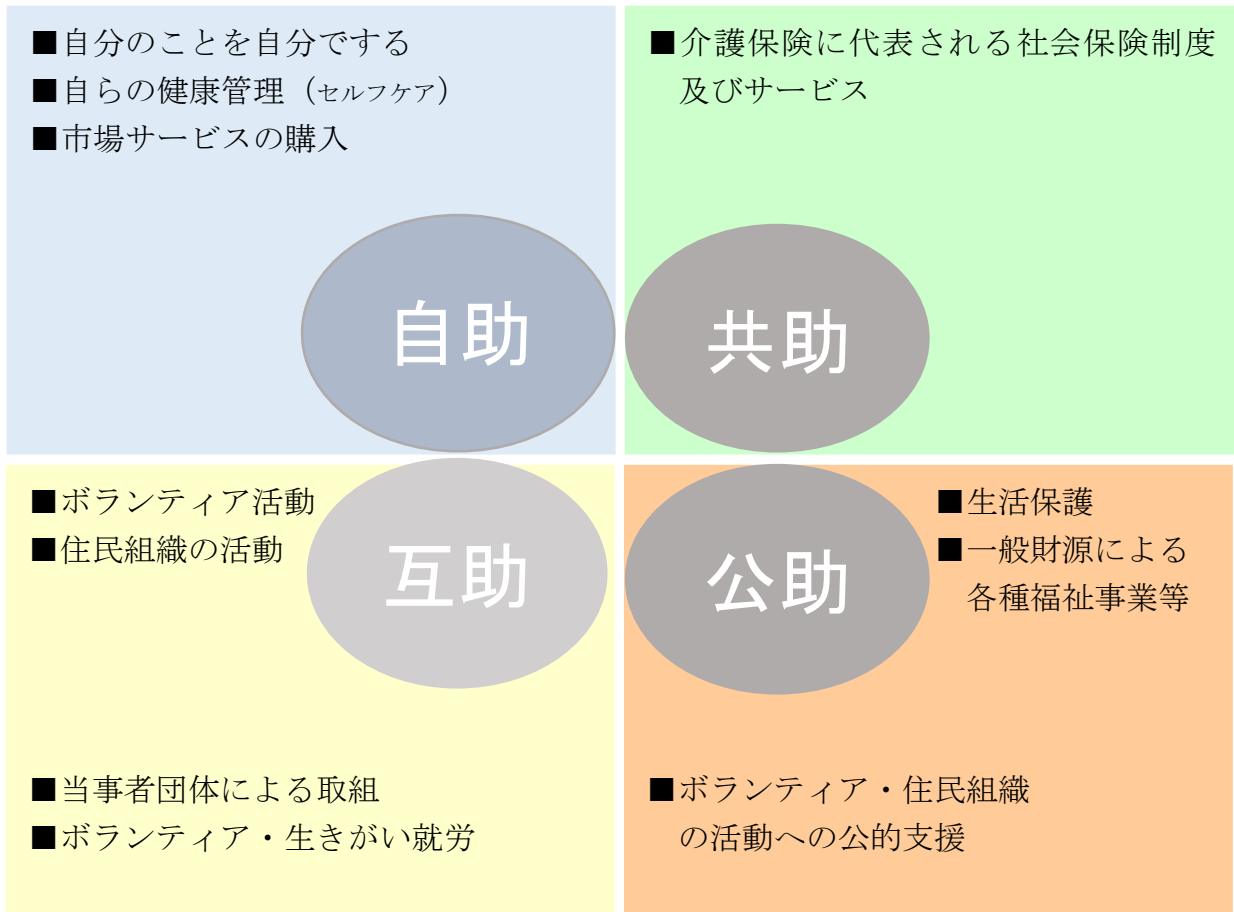 ■自分のことを自分でする
■自らの健康管理（セルフケア）
■市場サービスの購入
自助
■介護保険に代表される社会保険制度
及びサービス
共助
■ボランティア活動
■住民組織の活動
互助
■当事者団体による取組
■ボランティア・生きがい就労
公助
■生活保護
■一般財源による
各種福祉事業等
■ボランティア・住民組織
の活動への公的支援